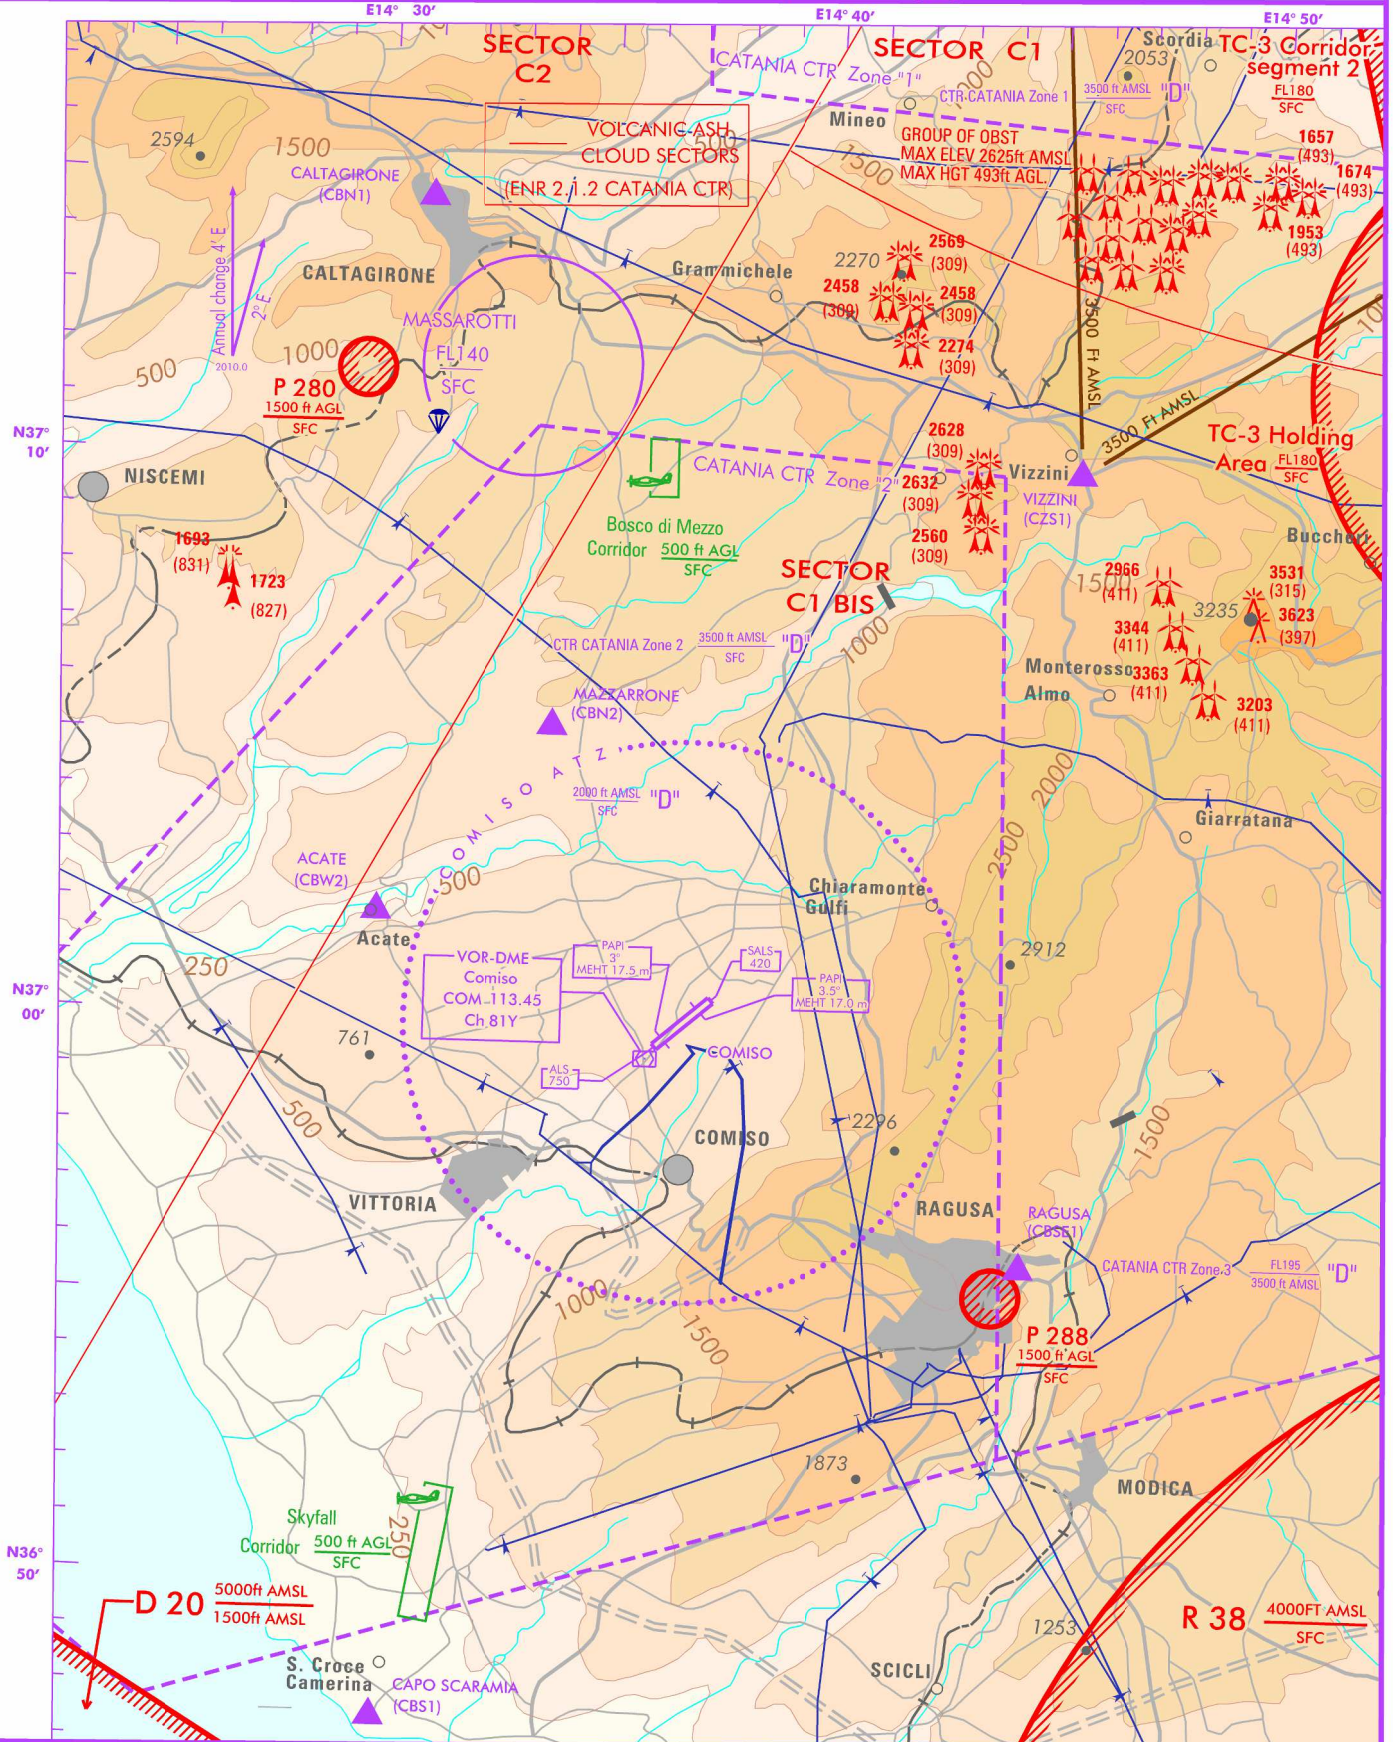 E14° 30'
E14° 40'
E14° 50'
SECTOR
C2
SECTOR C1
TC-3 Corridor
segment 2
FL180
SFC
Scordia
2053
CATANIA CTR Zone "1"
CTR CATANIA Zone 1
3500 ft AMSL
SFC
"D"
1000
Mineo
2594
1500
VOLCANIC ASH
CLOUD SECTORS
(ENR 2.1.2 CATANIA CTR)
500
1500
GROUP OF OBST
MAX ELEV 2625ft AMSL
MAX HGT 493ft AGL.
1657
(493)
1674
(493)
1953
(493)
CALTAGIRONE
(CBN1)
CALTAGIRONE
Annual change 4' E
2° E
2010.0
Grammichele
2270
2569
(309)
2458
(309)
2458
(309)
2274
(309)
MASSAROTTI
FL140
SFC
1000
500
P 280
1500 ft AGL
SFC
3500 Ft AMSL
3500 Ft AMSL
1000
N37°
10'
NISCEMI
CATANIA CTR Zone "2"
2628
(309)
2632
(309)
2560
(309)
Vizzini
VIZZINI
(CZS1)
TC-3 Holding
Area
FL180
SFC
Buccheri
1693
(831)
1723
(827)
Bosco di Mezzo
Corridor
500 ft AGL
SFC
SECTOR
C1 BIS
1500
2966
(411)
3344
(411)
3363
(411)
3203
(411)
3235
3531
(315)
3623
(397)
CTR CATANIA Zone 2
3500 ft AMSL
SFC
"D"
1000
Monterosso
Almo
MAZZARRONE
(CBN2)
COMISO ATZ
2000 ft AMSL
SFC
"D"
2000
2500
Giarratana
ACATE
(CBW2)
Acate
500
Chiaramonte
Gulfi
2912
250
VOR-DME
Comiso
COM 113.45
Ch.81Y
PAPI
3°
MEHT 17.5 m
SALS
420
PAPI
3.5°
MEHT 17.0 m
N37°
00'
761
ALS
750
COMISO
500
COMISO
2296
1500
VITTORIA
RAGUSA
RAGUSA
(CBSE1)
CATANIA CTR Zone.3
FL195
3500 ft AMSL
"D"
1000
1500
P 288
1500 ft AGL
SFC
1873
MODICA
Skyfall
Corridor
500 ft AGL
SFC
250
N36°
50'
D 20
5000ft AMSL
1500ft AMSL
1253
R 38
4000FT AMSL
SFC
S. Croce
Camerina
CAPO SCARAMIA
(CBS1)
SCICLI